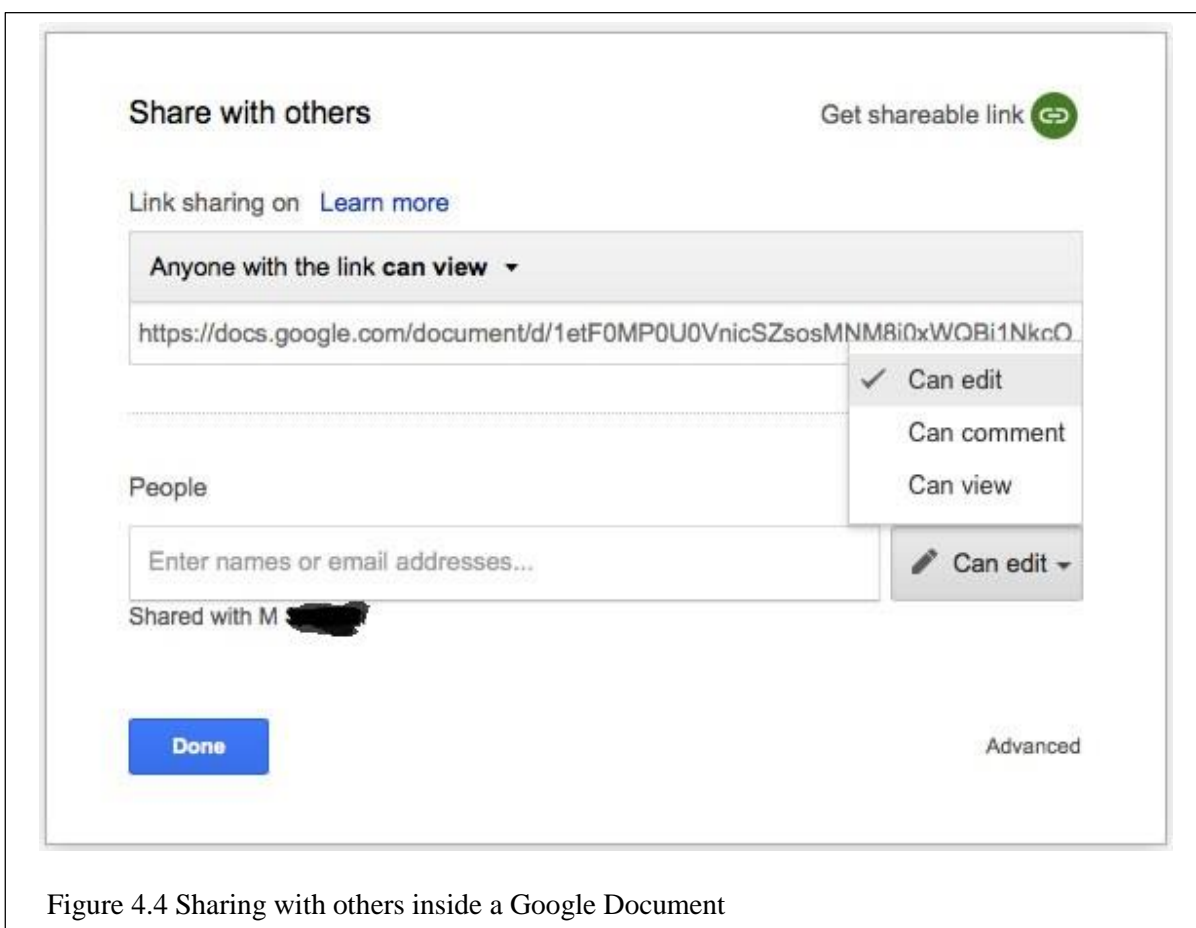 Share with others
Get shareable link
Link sharing on Learn more
Anyone with the link can view
https://docs.google.com/document/d/1etF0MP0U0VnicSZsosMNM8i0xWQBi1NkcO
Can edit
Can comment
Can view
People
Enter names or email addresses...
Can edit
Shared with M
Done
Advanced
Figure 4.4 Sharing with others inside a Google Document